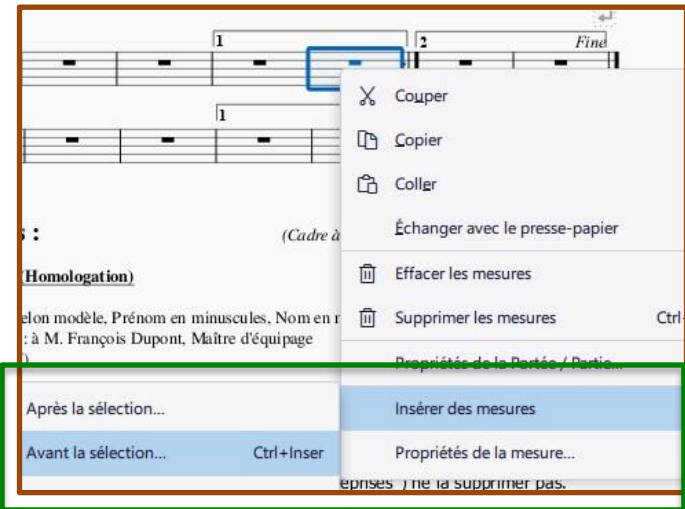 1
2
Fine
Couper
Copier
1
Coller
s :
(Cadre à
Échanger avec le presse-papier
(Homologation)
Effacer les mesures
elon modèle, Prénom en minuscules, Nom en
Supprimer les mesures
Ctrl+
: à M. François Dupont, Maître d'équipage
Propriétés de la Portée / Partie...
Après la sélection...
Insérer des mesures
Avant la sélection...
Ctrl+Inser
Propriétés de la mesure...
eprises") ne la supprimer pas.